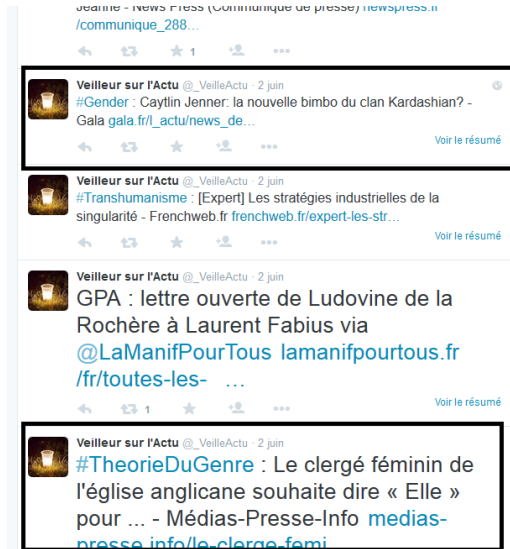 Jeanne - News Press (Communiqué de presse) newspress.fr
/communique_288…
1
Veilleur sur l'Actu @_VeilleActu · 2 juin
#Gender : Caytlin Jenner: la nouvelle bimbo du clan Kardashian? -
Gala gala.fr/l_actu/news_de…
Voir le résumé
Veilleur sur l'Actu @_VeilleActu · 2 juin
#Transhumanisme : [Expert] Les stratégies industrielles de la
singularité - Frenchweb.fr frenchweb.fr/expert-les-str…
Voir le résumé
Veilleur sur l'Actu @_VeilleActu · 2 juin
GPA : lettre ouverte de Ludovine de la
Rochère à Laurent Fabius via
@LaManifPourTous lamanifpourtous.fr
/fr/toutes-les- …
Voir le résumé
1
Veilleur sur l'Actu @_VeilleActu · 2 juin
#TheorieDuGenre : Le clergé féminin de
l'église anglicane souhaite dire « Elle »
pour ... - Médias-Presse-Info medias-
presse.info/le-clerge-femi…